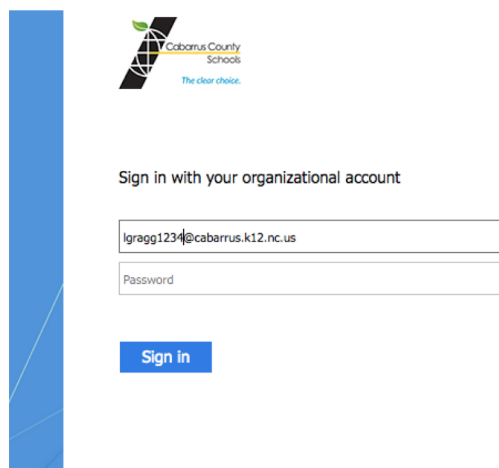 Cabarrus County
Schools
The clear choice.
Sign in with your organizational account
lgragg1234@cabarrus.k12.nc.us
Password
Sign in